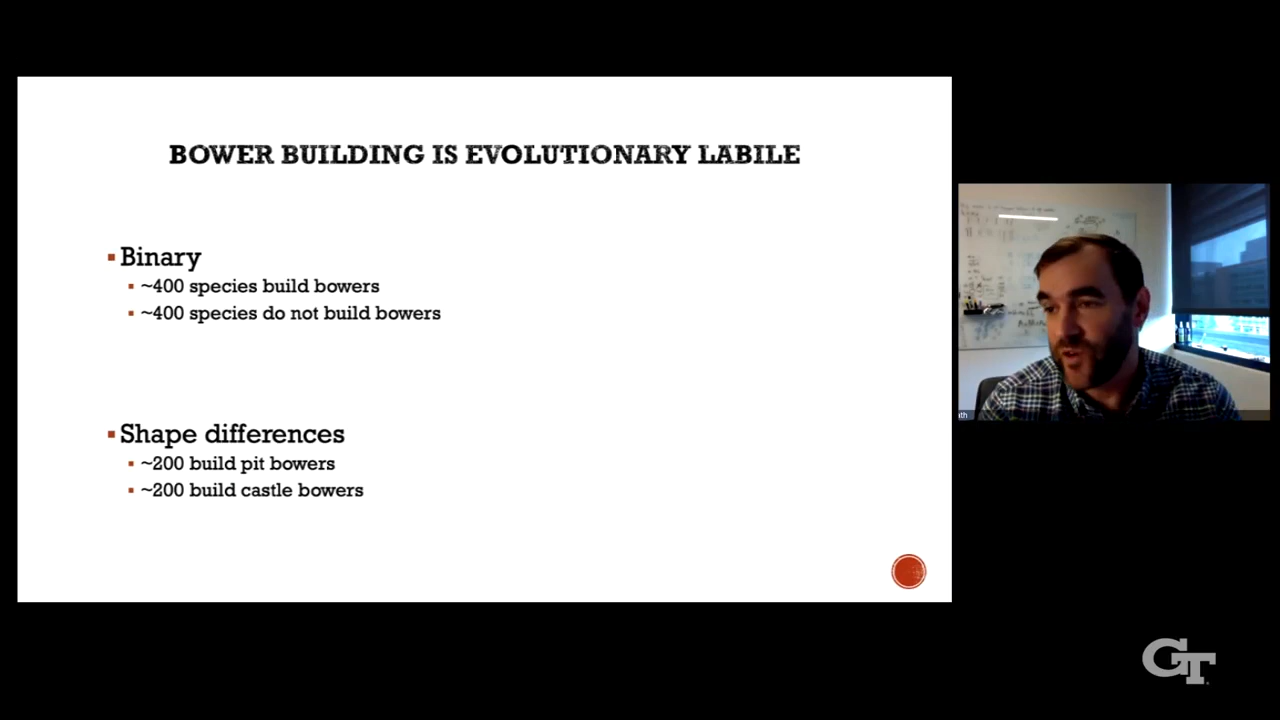 BOWER BUILDING IS EVOLUTIONARY LABILE
Binary
~400 species build bowers
~400 species do not build bowers
Shape differences
~200 build pit bowers
~200 build castle bowers
ath
GT